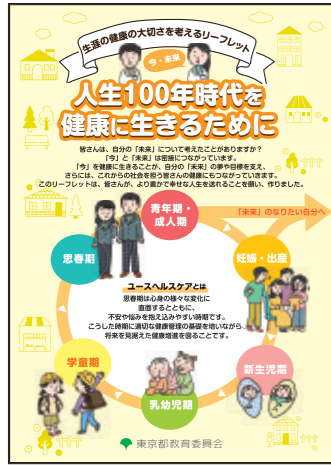 生涯の健康の大切さを考えるリーフレット
今・未来
人生100年時代を
健康に生きるために
皆さんは、自分の「未来」について考えたことがありますか？
「今」と「未来」は密接につながっています。
「今」を健康に生きることが、自分の「未来」の夢や目標を支え、
さらには、これからの社会を担う皆さんの健康にもつながっていきます。
このリーフレットは、皆さんが、より豊かで幸せな人生を送れることを願い、作りました。
青年期・
成人期
「未来」のなりたい自分へ
思春期
妊娠・出産
ユースヘルスケアとは
思春期は心身の様々な変化に
直面するとともに、
不安や悩みを抱え込みやすい時期です。
こうした時期に適切な健康管理の基礎を培いながら、
将来を見据えた健康増進を図ることです。
学童期
新生児期
乳幼児期
東京都教育委員会